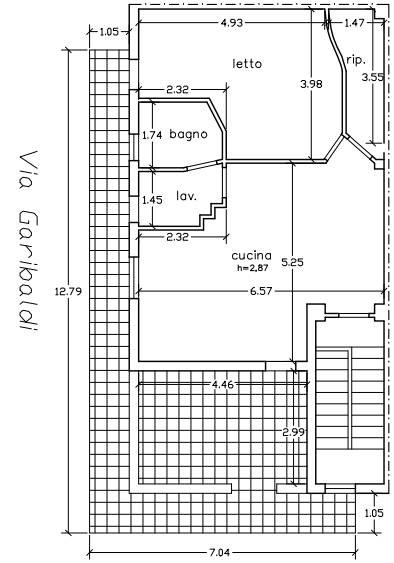 4.93
1.47
1.05
letto
rip.
3.55
3.98
2.32
1.74
bagno
1.45
lav.
2.32
cucina
h=2,87
5.25
6.57
12.79
Via Garibaldi
4.46
2.99
1.05
7.04